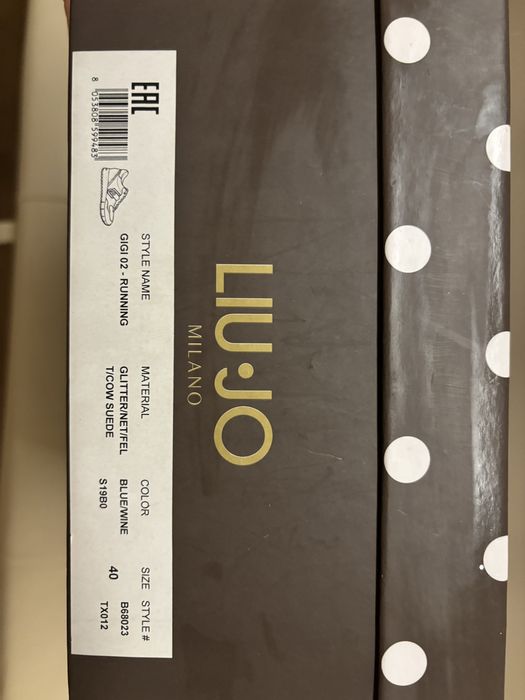 LIU·JO
MILANO
EAC
8 053808 599483
STYLE NAME
GIGI 02 - RUNNING
MATERIAL
GLITTER/NET/FEL
T/COW SUEDE
COLOR
BLUE/WINE
S19B0
SIZE
40
STYLE #
B68023
TX012